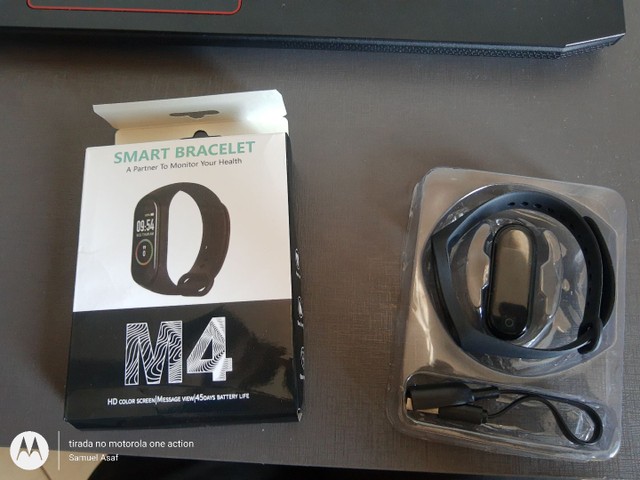 SMART BRACELET
A Partner To Monitor Your Health
09:54
M4
HD COLOR SCREEN|MESSAGE VIEW|45DAYS BATTERY LIFE
tirada no motorola one action
Samuel Asaf